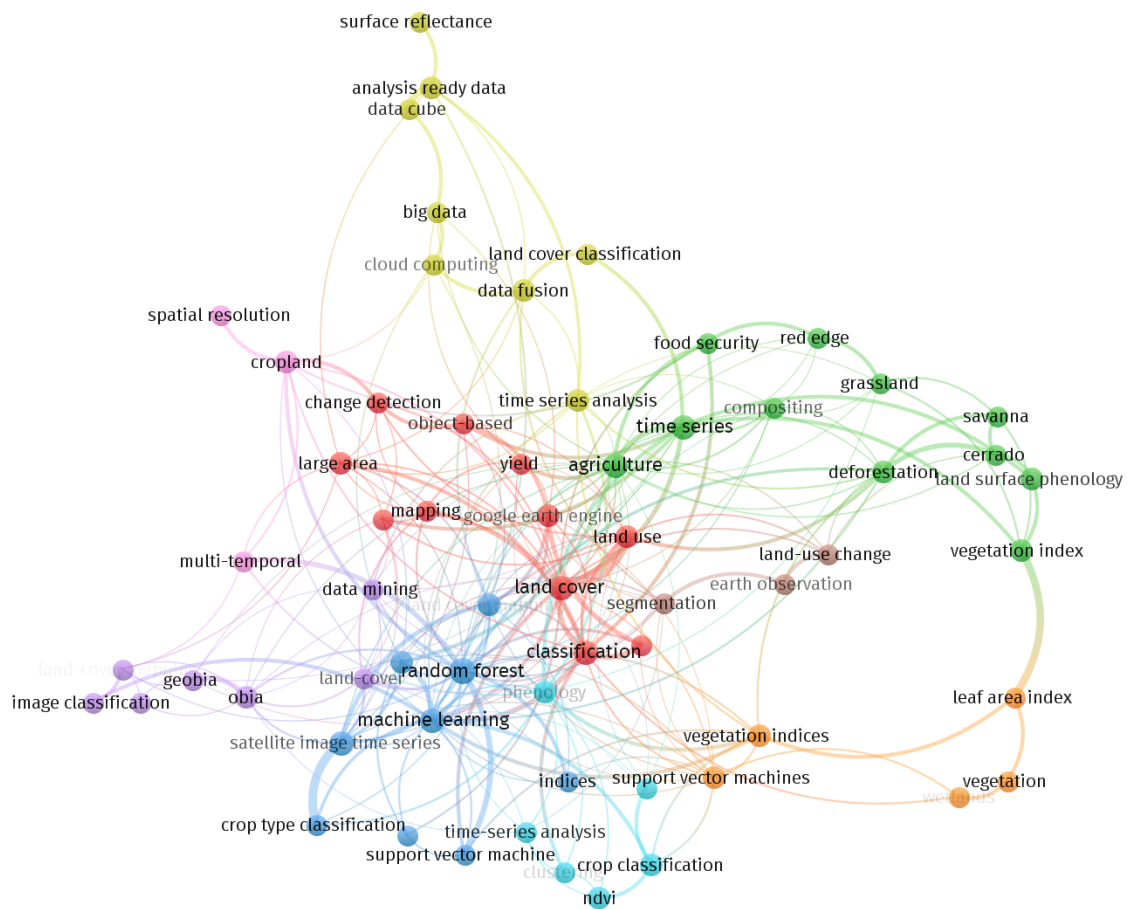 surface reflectance
analysis ready data
data cube
big data
land cover classification
cloud computing
data fusion
spatial resolution
red edge
food security
cropland
grassland
time series analysis
change detection
compositing
savanna
object-based
time series
cerrado
large area
yield
agriculture
deforestation
land surface phenology
mapping
google earth engine
land use
land-use change
vegetation index
multi-temporal
data mining
land cover
earth observation
segmentation
classification
random forest
geobia
land-cover
phenology
image classification
obia
leaf area index
machine learning
vegetation indices
satellite image time series
indices
support vector machines
vegetation
wetlands
crop type classification
time-series analysis
support vector machine
crop classification
clustering
ndvi